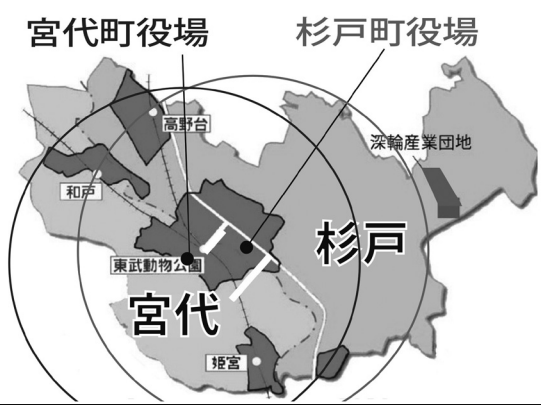 宮代町役場
杉戸町役場
高野台
深輪産業団地
和戸
杉戸
東武動物公園
宮代
姫宮